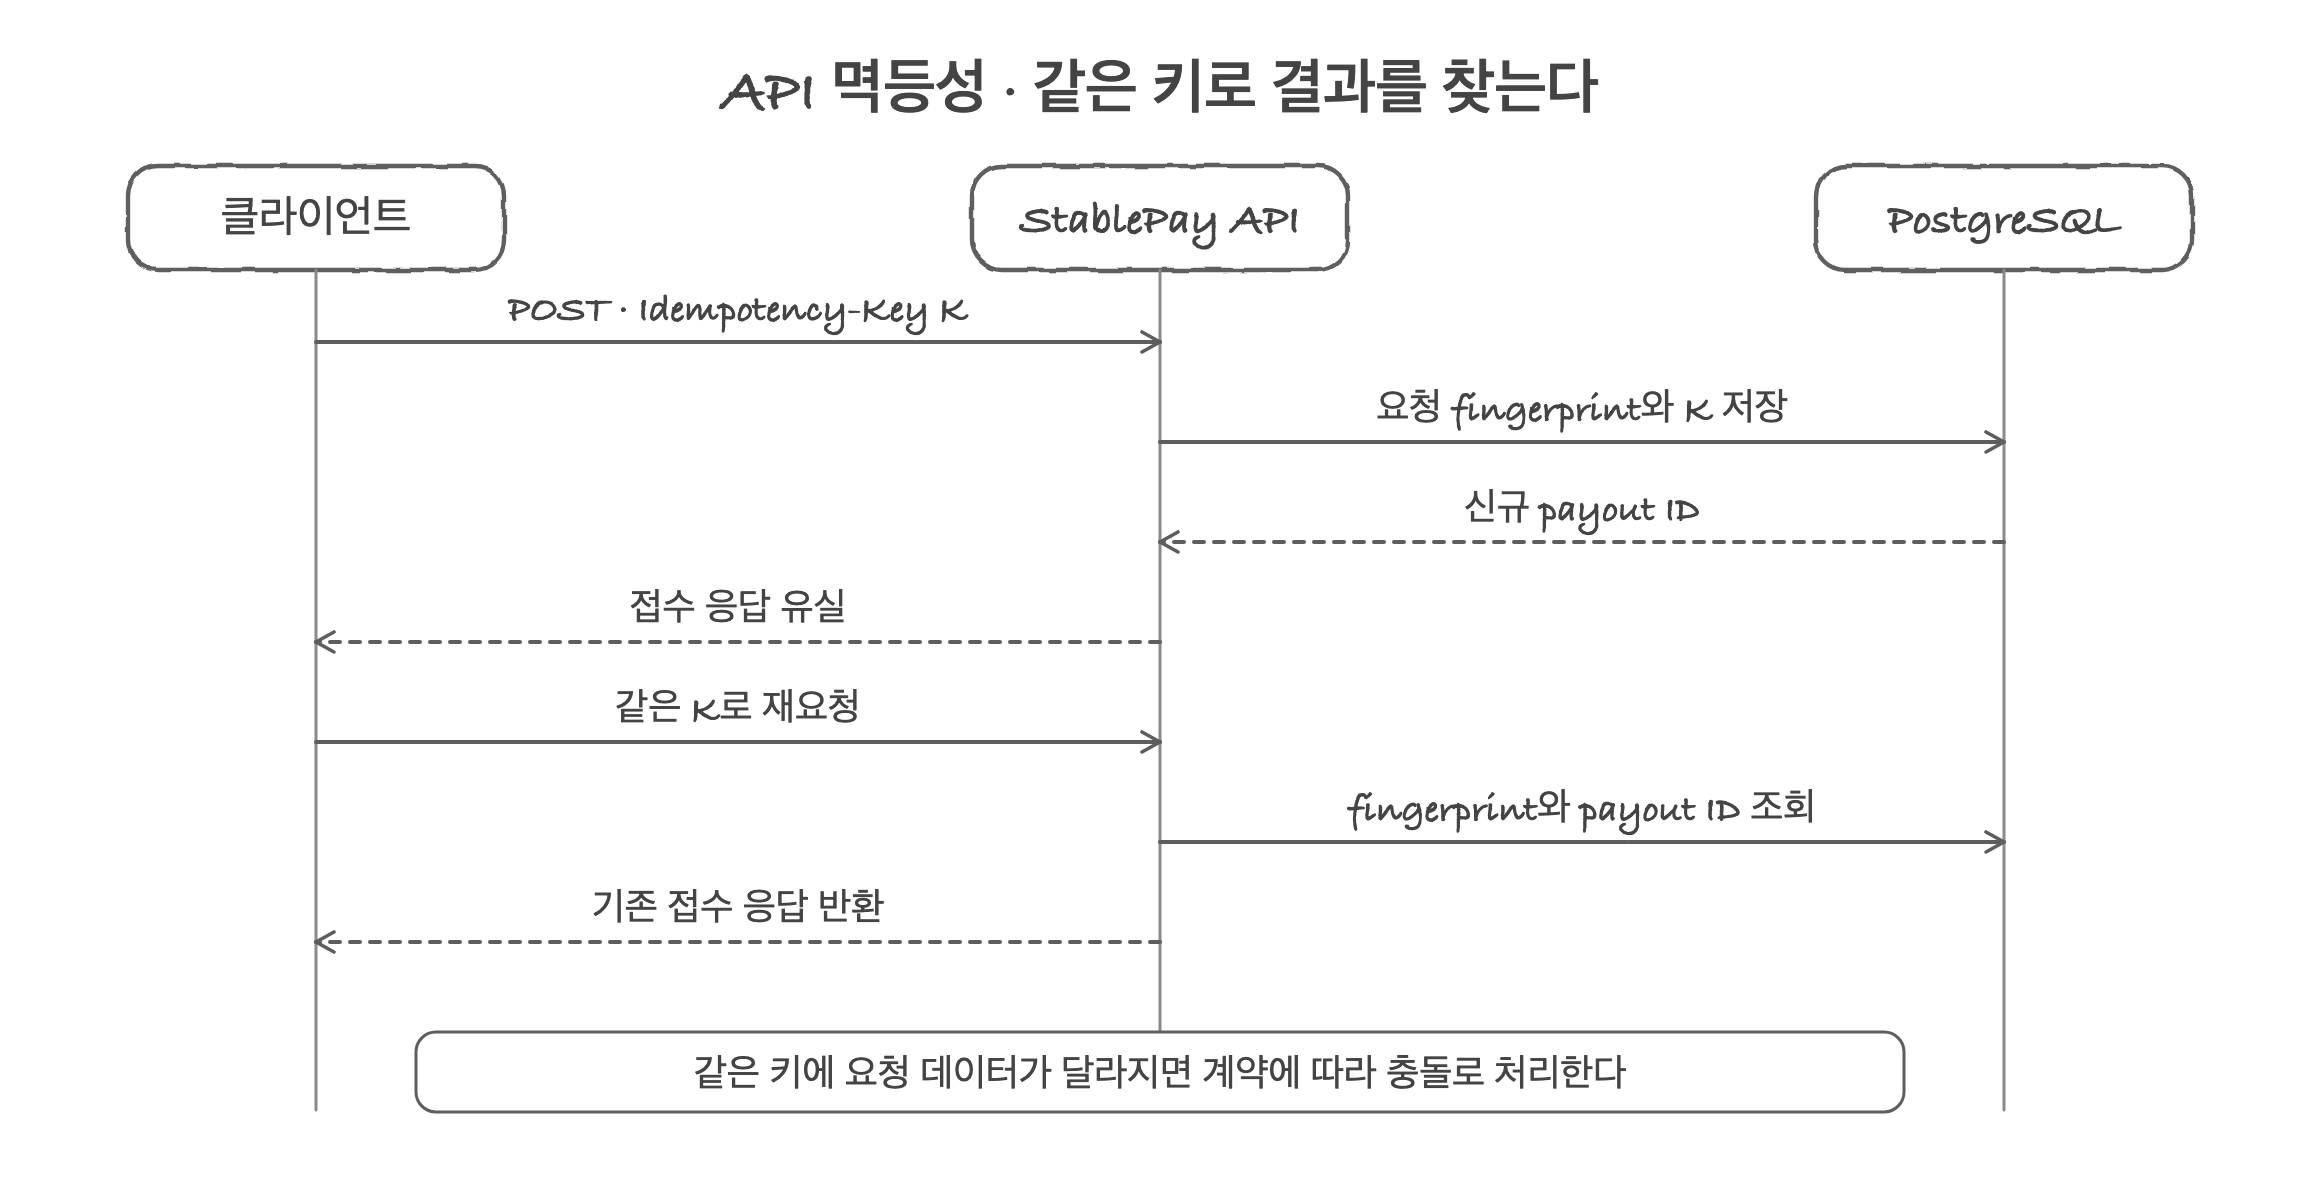 API 멱등성 · 같은 키로 결과를 찾는다
클라이언트
StablePay API
PostgreSQL
POST · Idempotency-Key K
요청 fingerprint와 K 저장
신규 payout ID
접수 응답 유실
같은 K로 재요청
fingerprint와 payout ID 조회
기존 접수 응답 반환
같은 키에 요청 데이터가 달라지면 계약에 따라 충돌로 처리한다